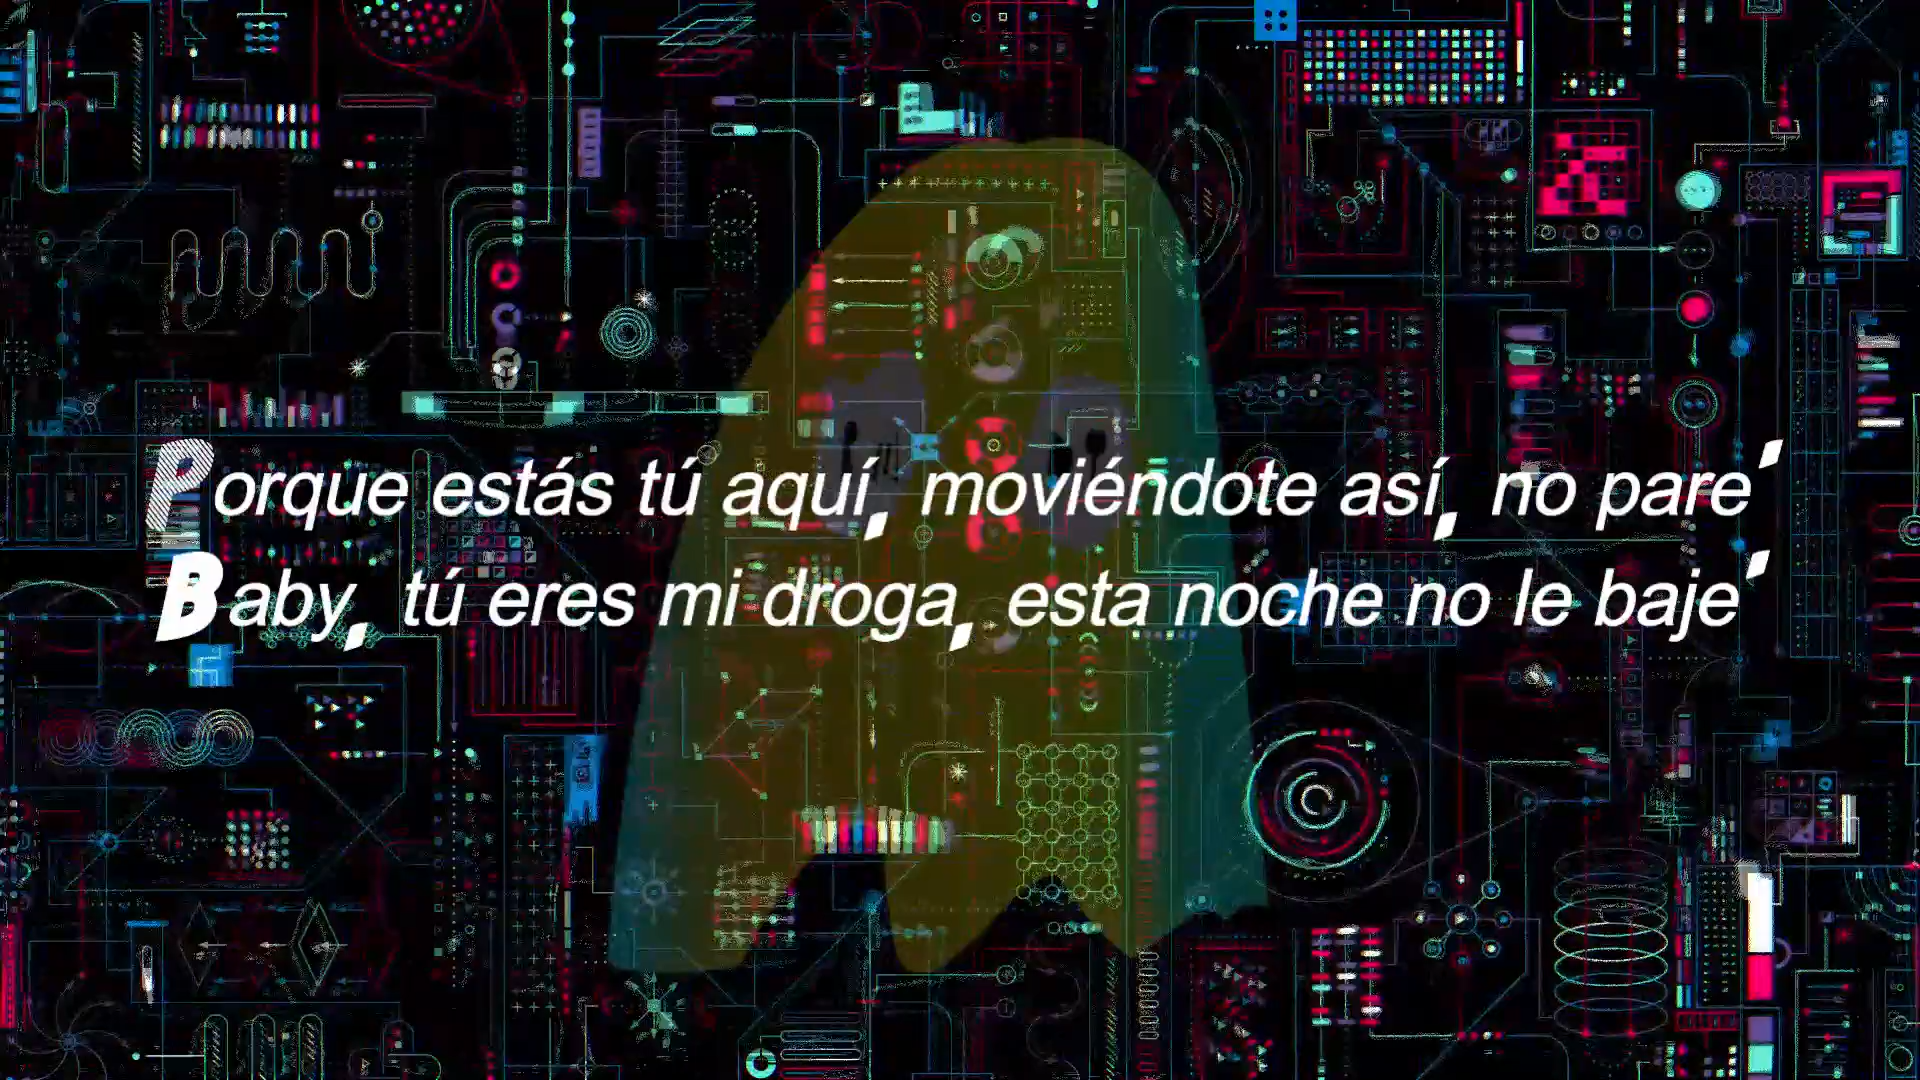 Porque estás tú aquí, moviéndote así, no pare'
Baby, tú eres mi droga, esta noche no le baje'